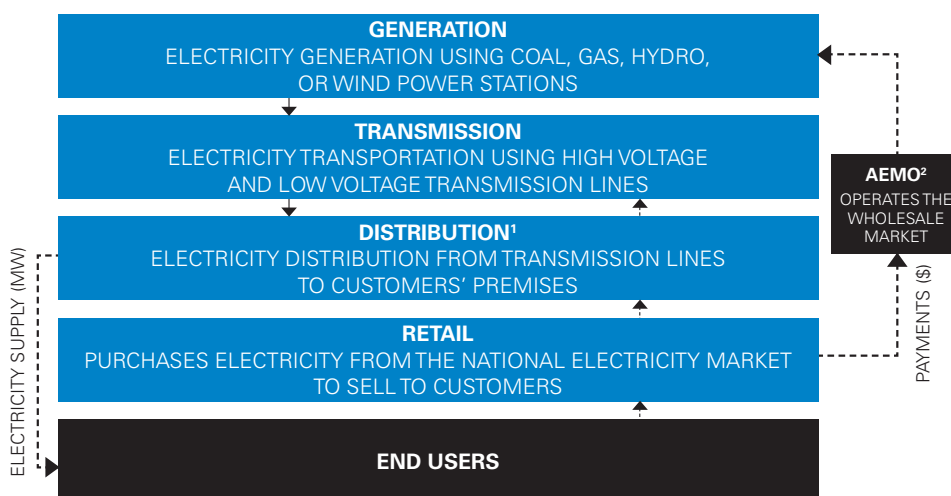 GENERATION
ELECTRICITY GENERATION USING COAL, GAS, HYDRO,
OR WIND POWER STATIONS
TRANSMISSION
ELECTRICITY TRANSPORTATION USING HIGH VOLTAGE
AND LOW VOLTAGE TRANSMISSION LINES
DISTRIBUTION¹
ELECTRICITY DISTRIBUTION FROM TRANSMISSION LINES
TO CUSTOMERS’ PREMISES
RETAIL
PURCHASES ELECTRICITY FROM THE NATIONAL ELECTRICITY MARKET
TO SELL TO CUSTOMERS
END USERS
ELECTRICITY SUPPLY (MW)
AEMO²
OPERATES THE
WHOLESALE
MARKET
PAYMENTS ($)